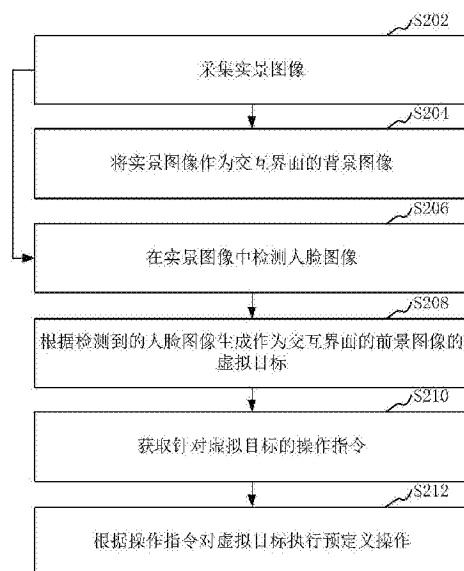 S202
采集实景图像
S204
将实景图像作为交互界面的背景图像
S206
在实景图像中检测人脸图像
S208
根据检测到的人脸图像生成作为交互界面的前景图像的
虚拟目标
S210
获取针对虚拟目标的操作指令
S212
根据操作指令对虚拟目标执行预定义操作